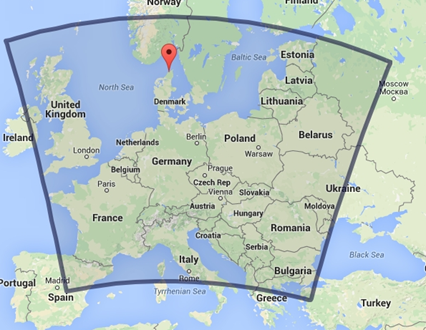 Norway
Finland
Estonia
Baltic Sea
Latvia
Moscow
Москва
North Sea
Denmark
Lithuania
United
Kingdom
Ireland
Belarus
Netherlands
Berlin
Poland
London
Warsaw
Belgium
Germany
Prague
Paris
Czech Rep
Ukraine
Vienna
Slovakia
Austria
Hungary
Moldova
France
Croatia
Romania
Serbia
Italy
Black Sea
Bulgaria
Rome
Portugal
Madrid
Spain
Tyrrhenian Sea
Greece
Turkey